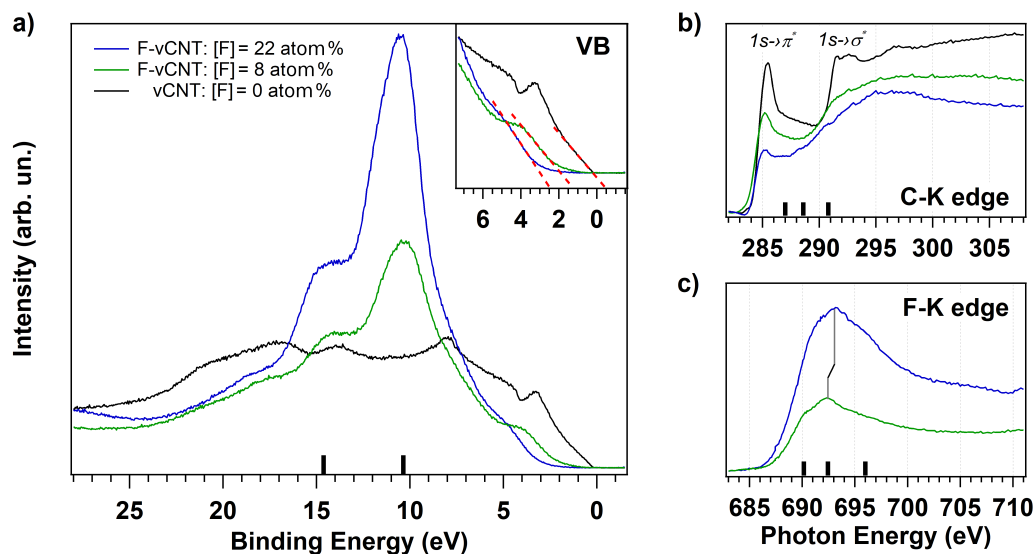 a)
F-vCNT: [F] = 22 atom %
F-vCNT: [F] = 8 atom %
vCNT: [F] = 0 atom %
VB
6 4 2 0
Intensity (arb. un.)
25 20 15 10 5 0
Binding Energy (eV)
b)
1s->π* 1s->σ*
C-K edge
285 290 295 300 305
c)
F-K edge
685 690 695 700 705 710
Photon Energy (eV)